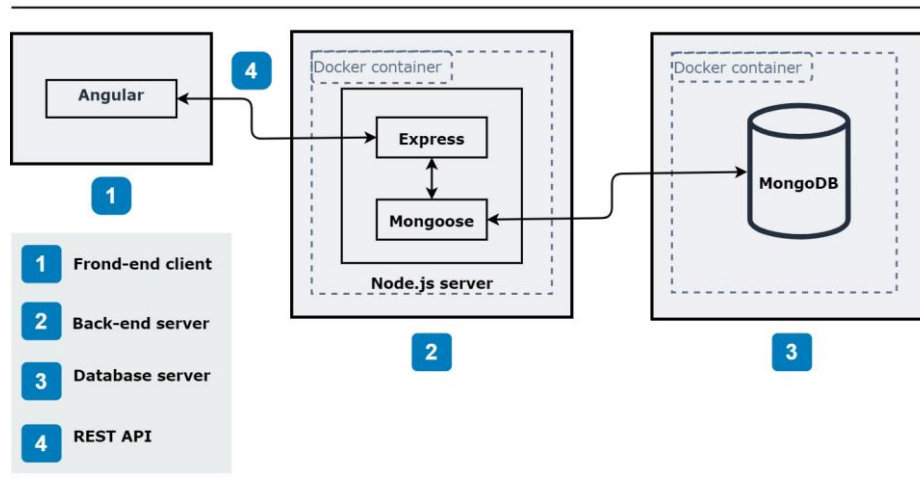 Angular
4
Docker container
Express
Mongoose
Node.js server
Docker container
MongoDB
1
2
3
1 Frond-end client
2 Back-end server
3 Database server
4 REST API